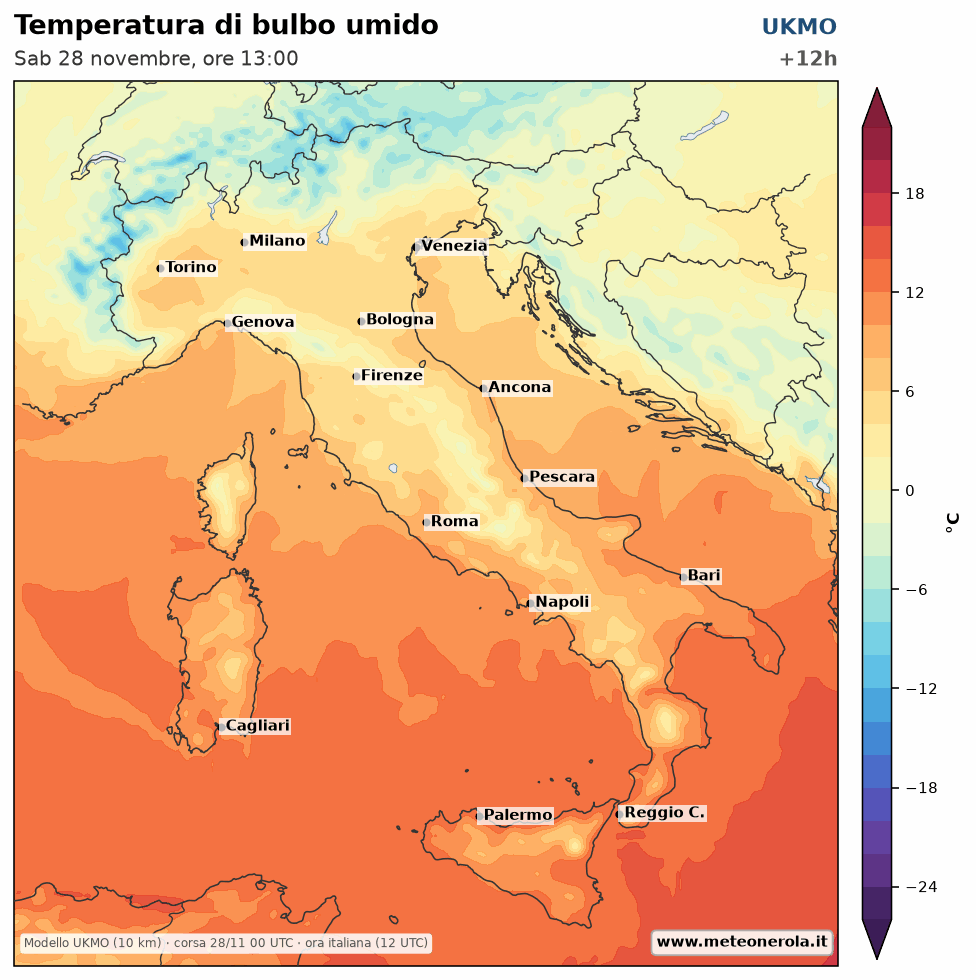 Temperatura di bulbo umido
UKMO
Sab 28 novembre, ore 13:00
+12h
Milano
Venezia
Torino
Genova
Bologna
Firenze
Ancona
Pescara
Roma
Bari
Napoli
Cagliari
Palermo
Reggio C.
18
12
6
0
−6
−12
−18
−24
°C
Modello UKMO (10 km) · corsa 28/11 00 UTC · ora italiana (12 UTC)
www.meteonerola.it